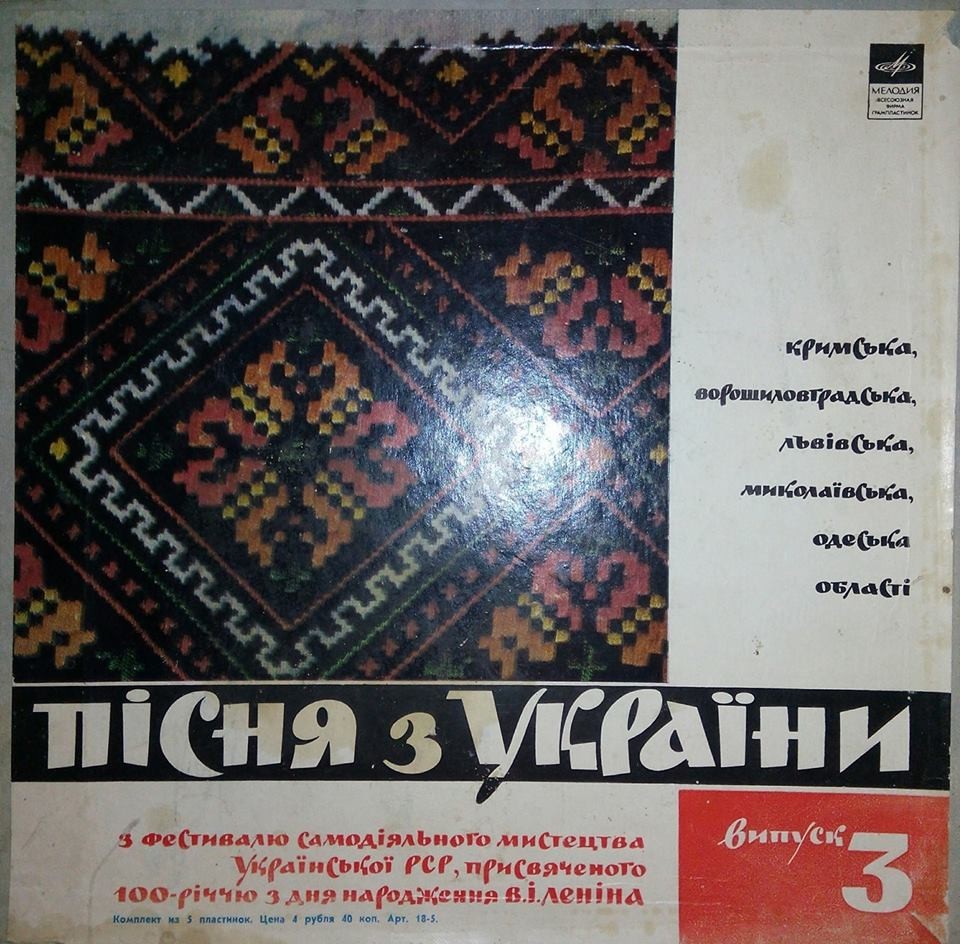 МЕЛОДИЯ
ВСЕСОЮЗНАЯ
ФИРМА
ГРАМПЛАСТИНОК
кримська,
ворошиловградська,
львівська,
миколаївська,
одеська
області
пісня з України
з фестивалю самодіяльного мистецтва
Української РСР, присвяченого
100-річчю з дня народження В.І. Леніна
Комплект из 5 пластинок. Цена 4 рубля 40 коп. Арт. 18-5.
випуск
3